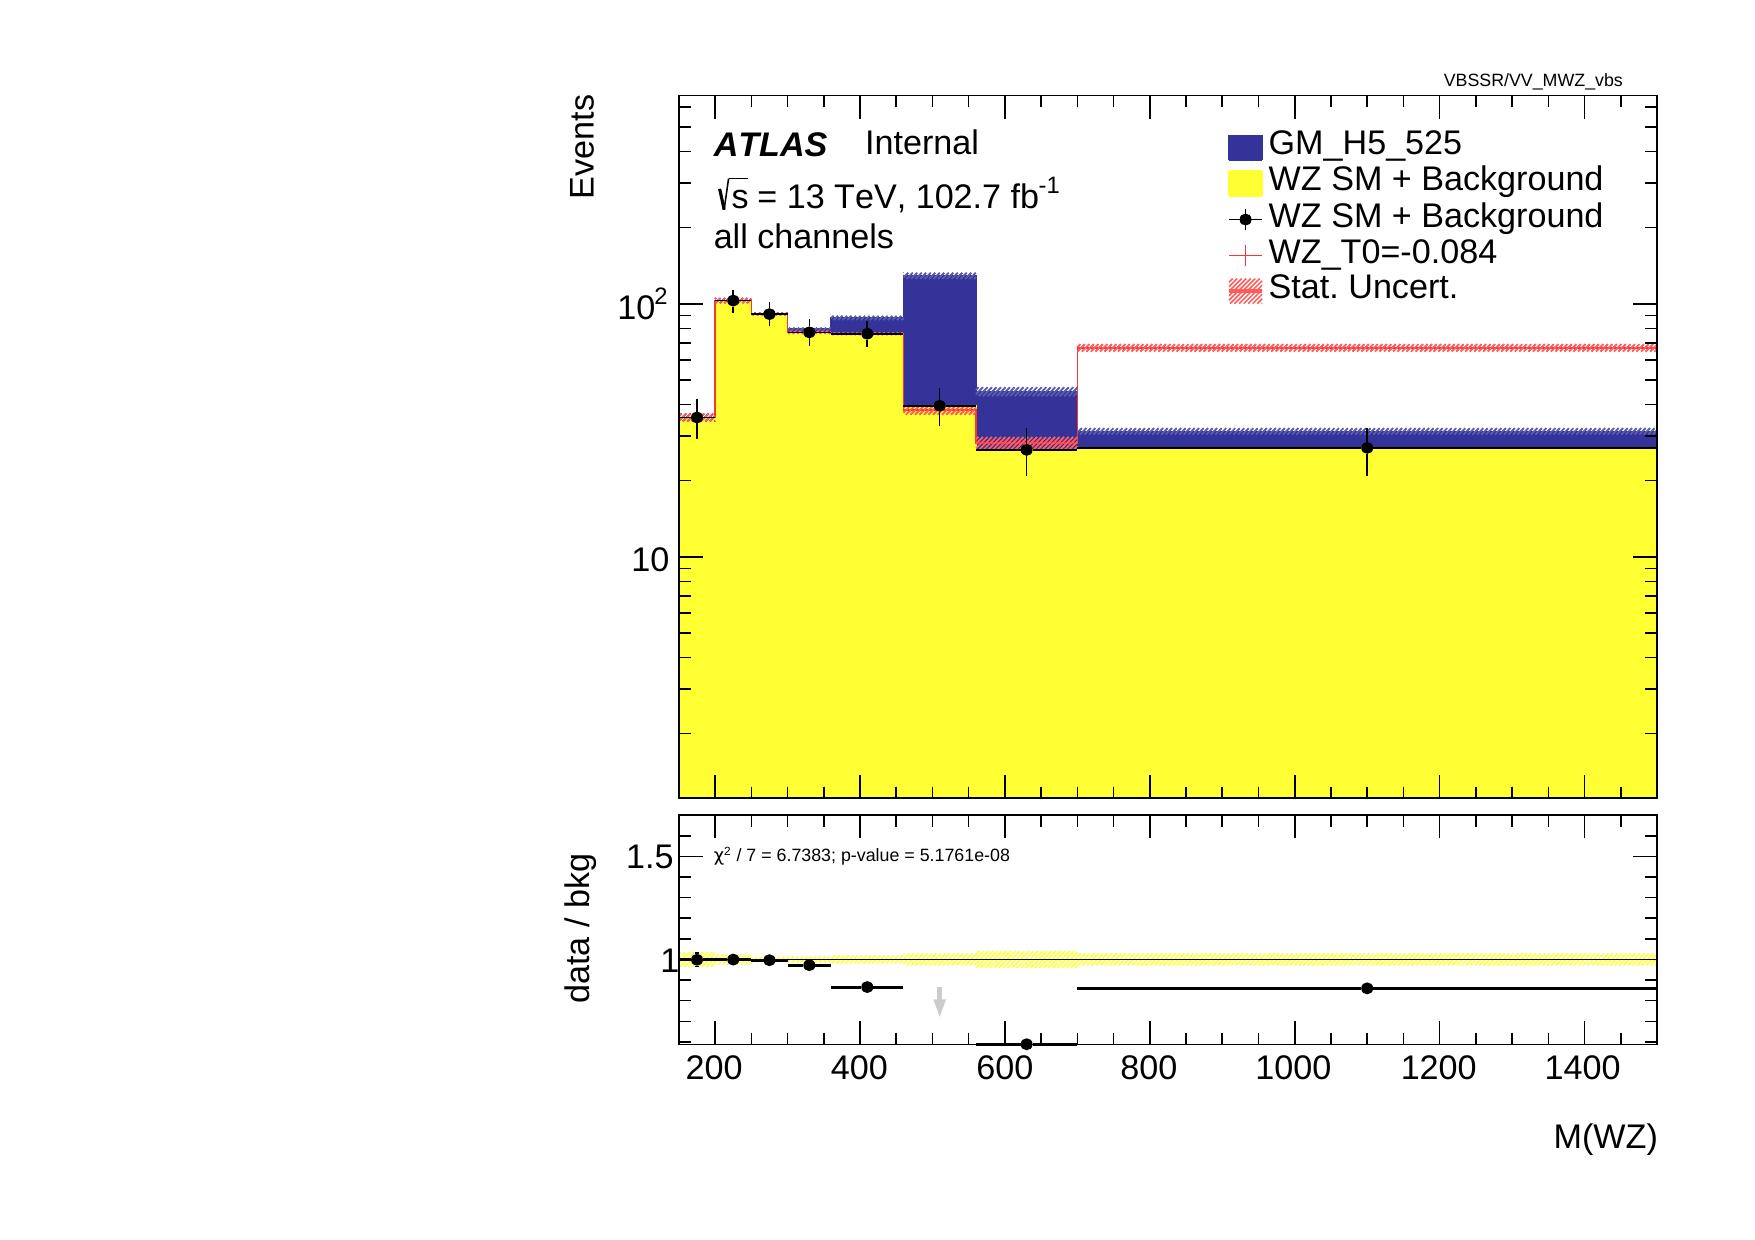 VBSSR/VV_MWZ_vbs
Events
ATLAS Internal
√s = 13 TeV, 102.7 fb⁻¹
all channels
GM_H5_525
WZ SM + Background
WZ SM + Background
WZ_T0=-0.084
Stat. Uncert.
10²
10
data / bkg
1.5
χ² / 7 = 6.7383; p-value = 5.1761e-08
1
200 400 600 800 1000 1200 1400
M(WZ)